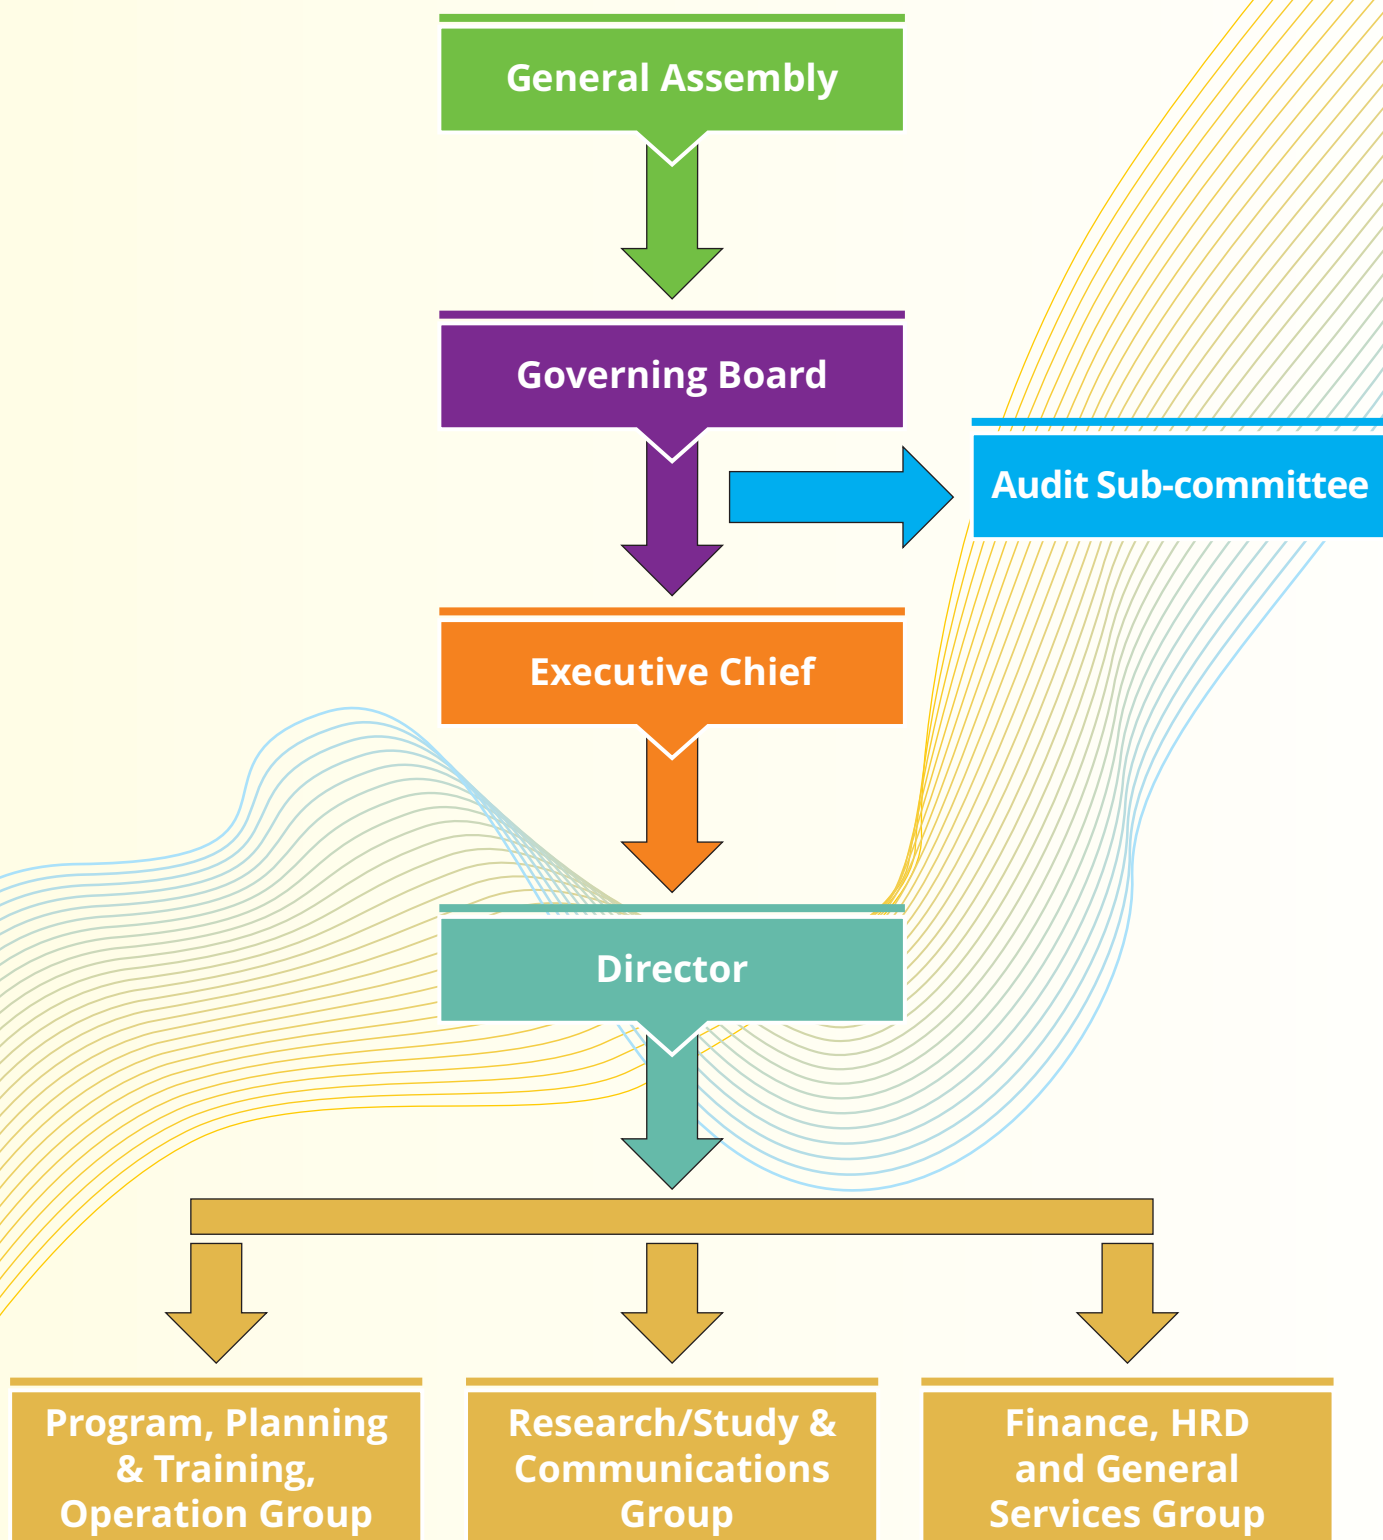 General Assembly
Governing Board
Audit Sub-committee
Executive Chief
Director
Program, Planning
& Training,
Operation Group
Research/Study &
Communications
Group
Finance, HRD
and General
Services Group